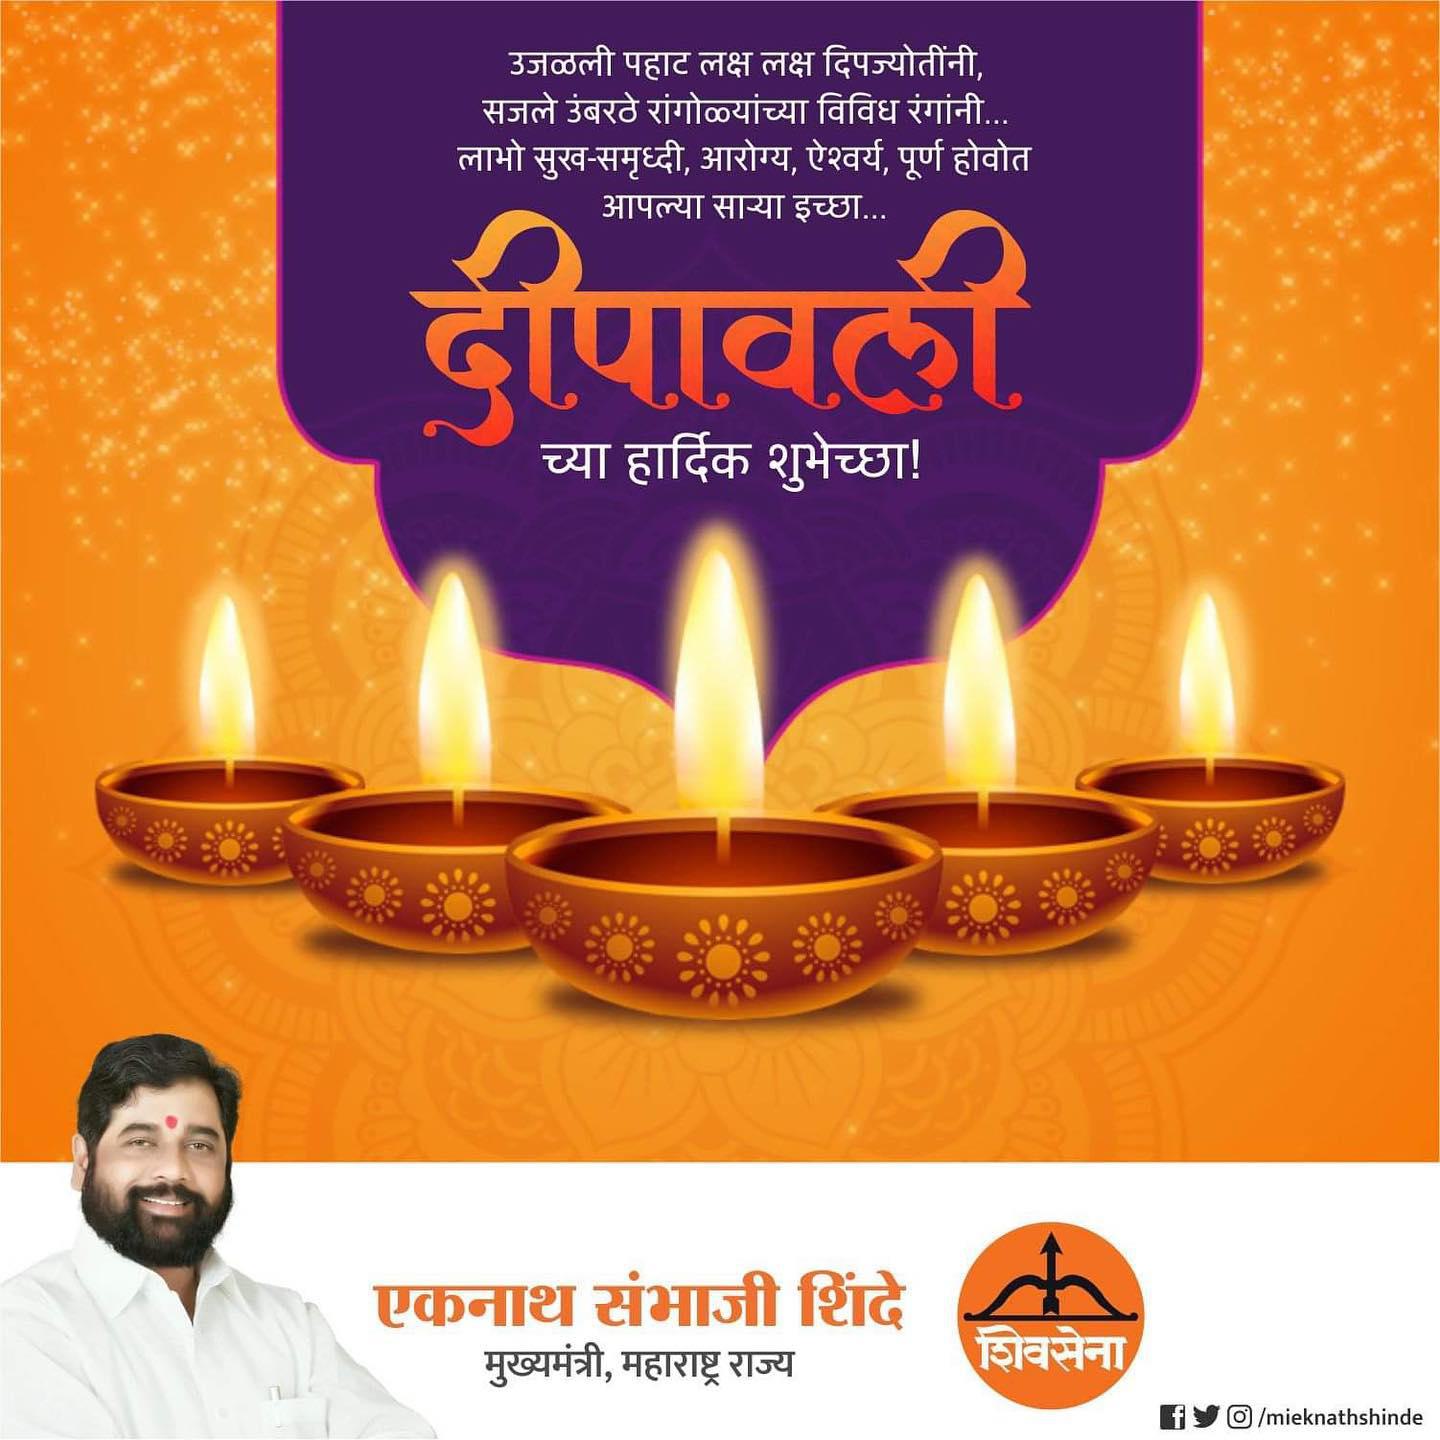 उजळली पहाट लक्ष लक्ष दिपज्योतींनी,
सजले उंबरठे रांगोळ्यांच्या विविध रंगांनी...
लाभो सुख-समृध्दी, आरोग्य, ऐश्वर्य, पूर्ण होवोत
आपल्या साऱ्या इच्छा...
दीपावली
च्या हार्दिक शुभेच्छा!
एकनाथ संभाजी शिंदे
मुख्यमंत्री, महाराष्ट्र राज्य
शिवसेना
/mieknathshinde